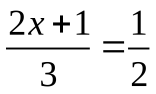 (2x+1)/3 = 1/2